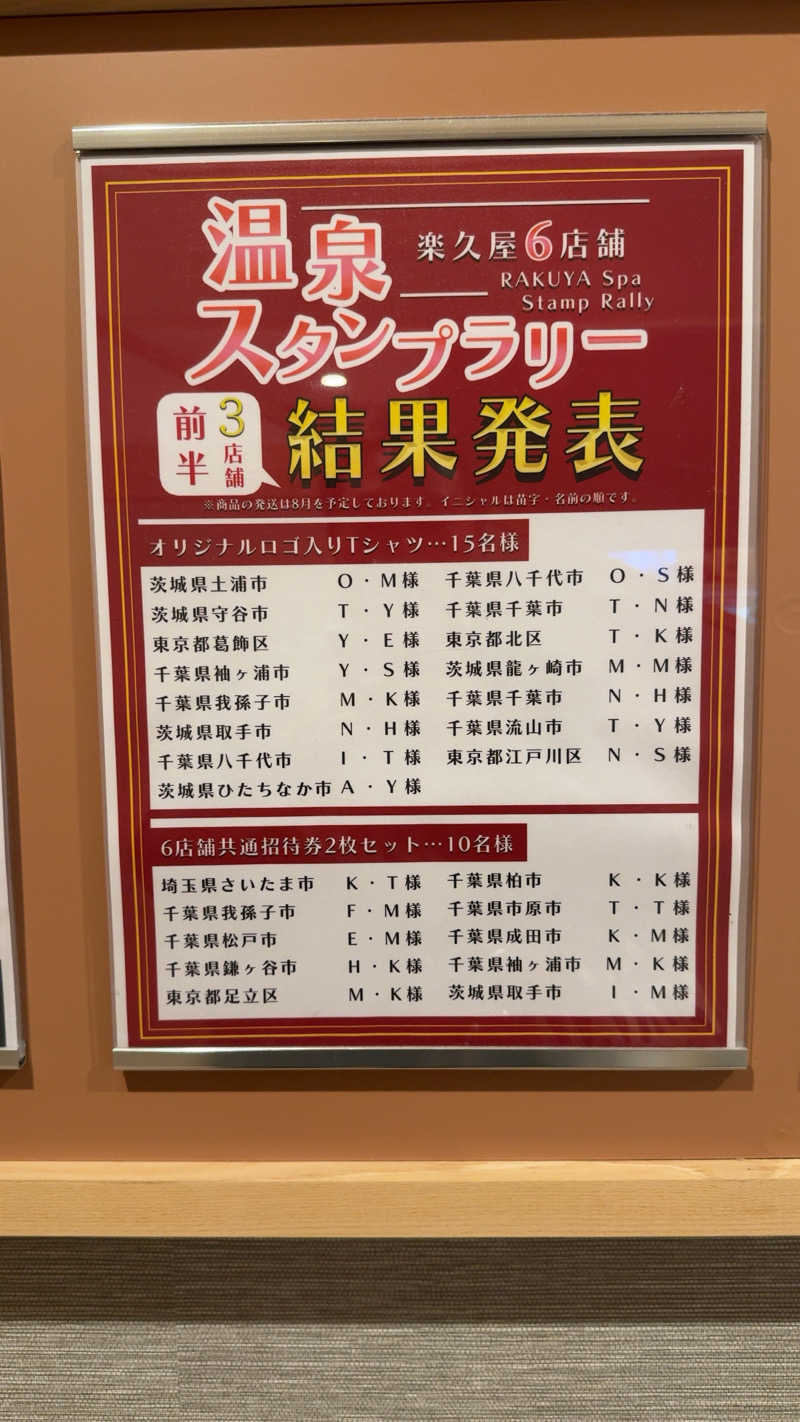 楽久屋6店舗
RAKUYA Spa
Stamp Rally
温泉
スタンプラリー
前半
3店舗
結果発表
※商品の発送は8月を予定しております。イニシャルは苗字・名前の順です。
オリジナルロゴ入りTシャツ…15名様
茨城県土浦市 O・M様 千葉県八千代市 O・S様
茨城県守谷市 T・Y様 千葉県千葉市 T・N様
東京都葛飾区 Y・E様 東京都北区 T・K様
千葉県袖ヶ浦市 Y・S様 茨城県龍ヶ崎市 M・M様
千葉県我孫子市 M・K様 千葉県千葉市 N・H様
茨城県取手市 N・H様 千葉県流山市 T・Y様
千葉県八千代市 I・T様 東京都江戸川区 N・S様
茨城県ひたちなか市 A・Y様
6店舗共通招待券2枚セット…10名様
埼玉県さいたま市 K・T様 千葉県柏市 K・K様
千葉県我孫子市 F・M様 千葉県市原市 T・T様
千葉県松戸市 E・M様 千葉県成田市 K・M様
千葉県鎌ヶ谷市 H・K様 千葉県袖ヶ浦市 M・K様
東京都足立区 M・K様 茨城県取手市 I・M様